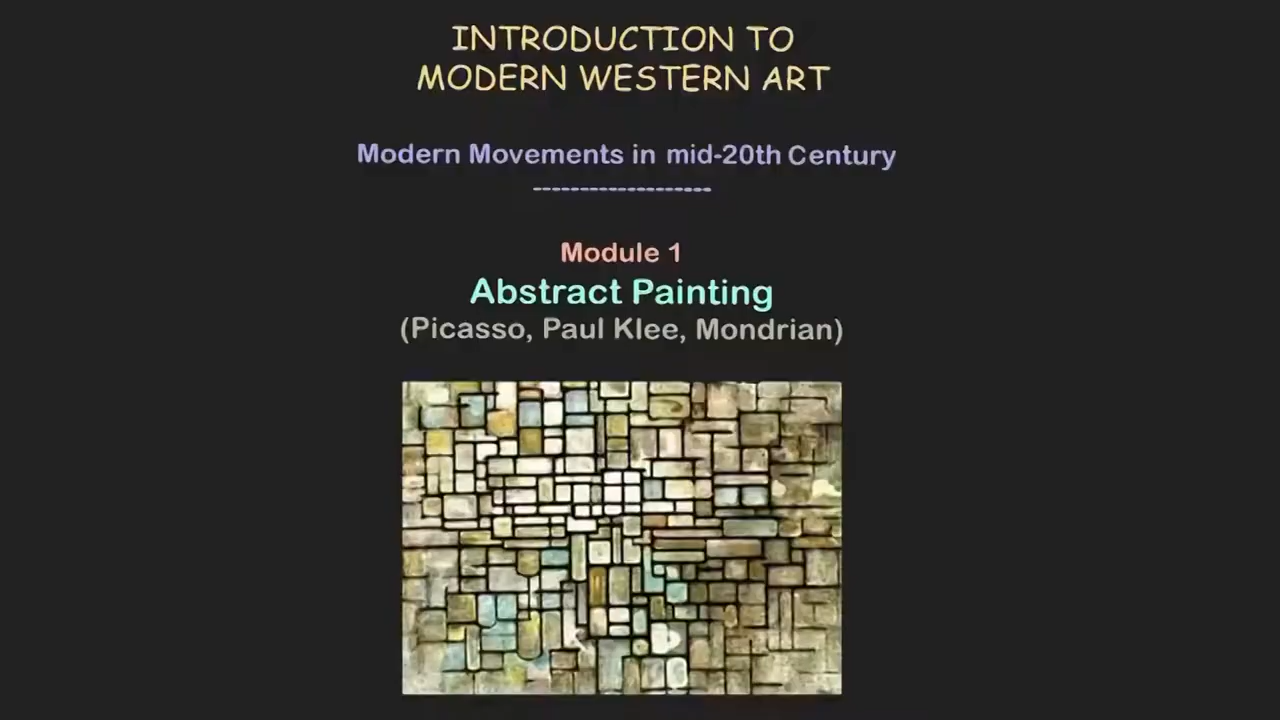 INTRODUCTION TO
MODERN WESTERN ART
Modern Movements in mid-20th Century
-------------------
Module 1
Abstract Painting
(Picasso, Paul Klee, Mondrian)